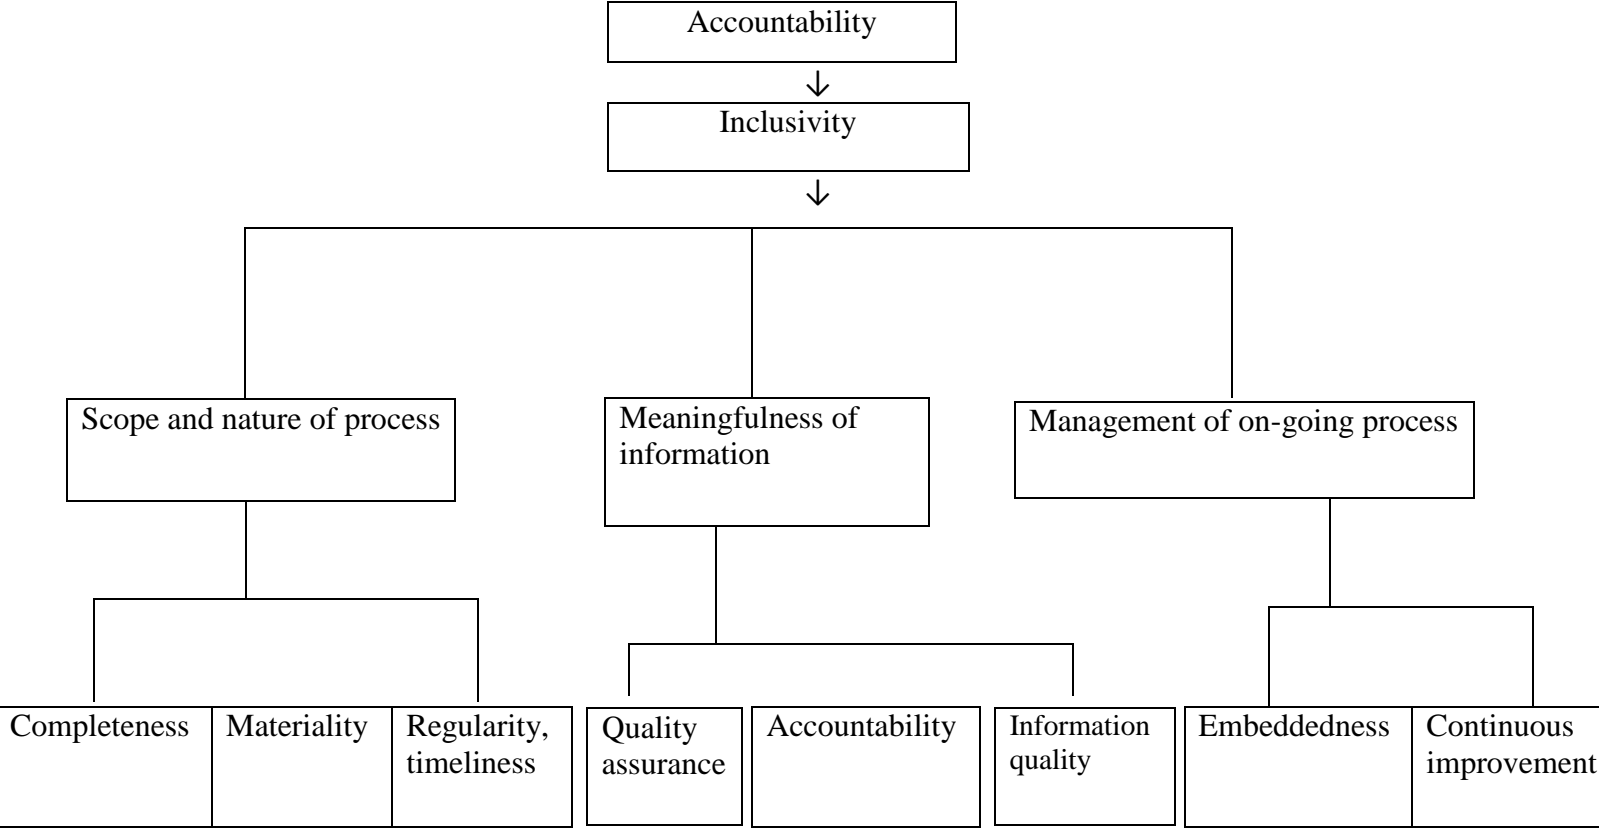 Accountability
Inclusivity
Scope and nature of process
Meaningfulness of
information
Management of on-going process
Completeness
Materiality
Regularity,
timeliness
Quality
assurance
Accountability
Information
quality
Embeddedness
Continuous
improvement